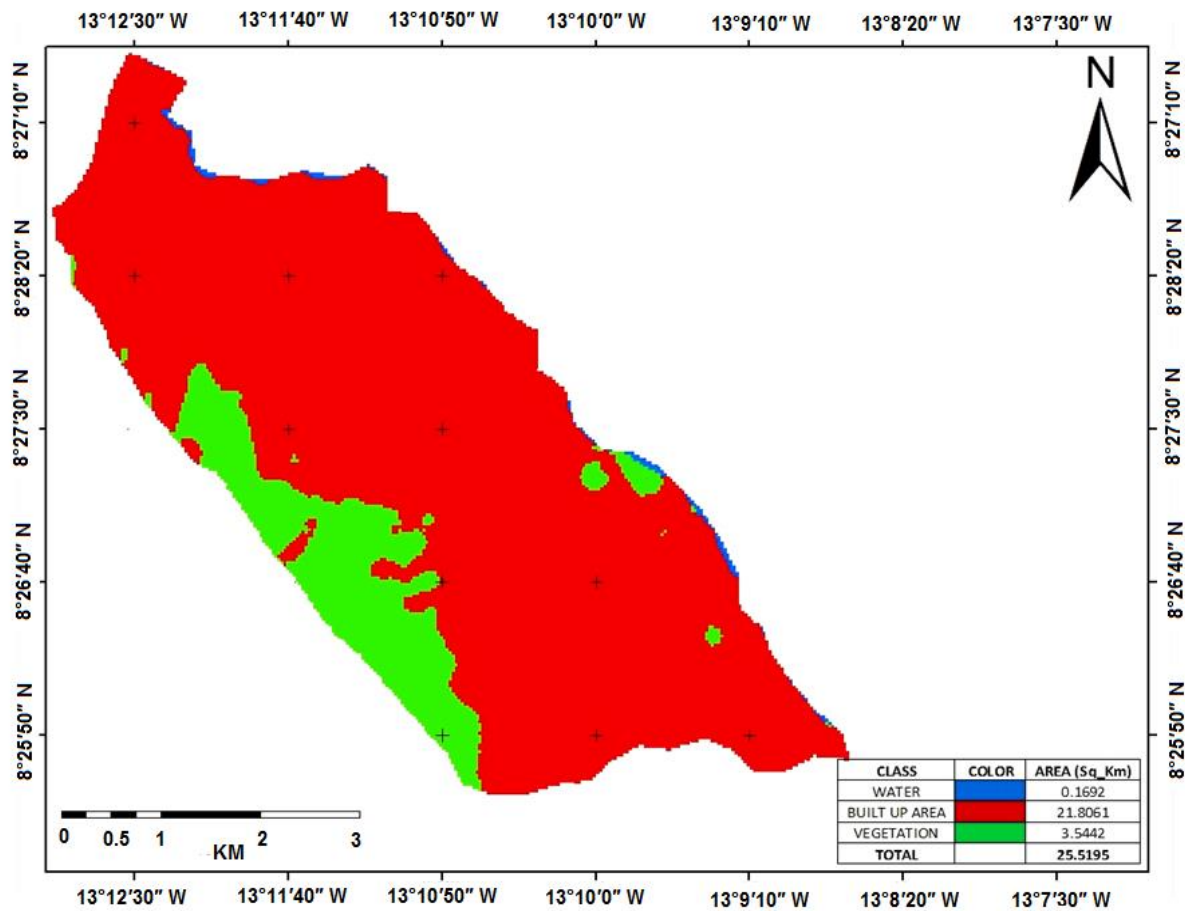 13°12'30" W 13°11'40" W 13°10'50" W 13°10'0" W 13°9'10" W 13°8'20" W 13°7'30" W
N
8°27'10" N 8°27'10" N
8°28'20" N 8°28'20" N
8°27'30" N 8°27'30" N
8°26'40" N 8°26'40" N
8°25'50" N 8°25'50" N
CLASS COLOR AREA (Sq_Km)
WATER 0.1692
BUILT UP AREA 21.8061
VEGETATION 3.5442
TOTAL 25.5195
0 0.5 1 2 3
KM
13°12'30" W 13°11'40" W 13°10'50" W 13°10'0" W 13°9'10" W 13°8'20" W 13°7'30" W